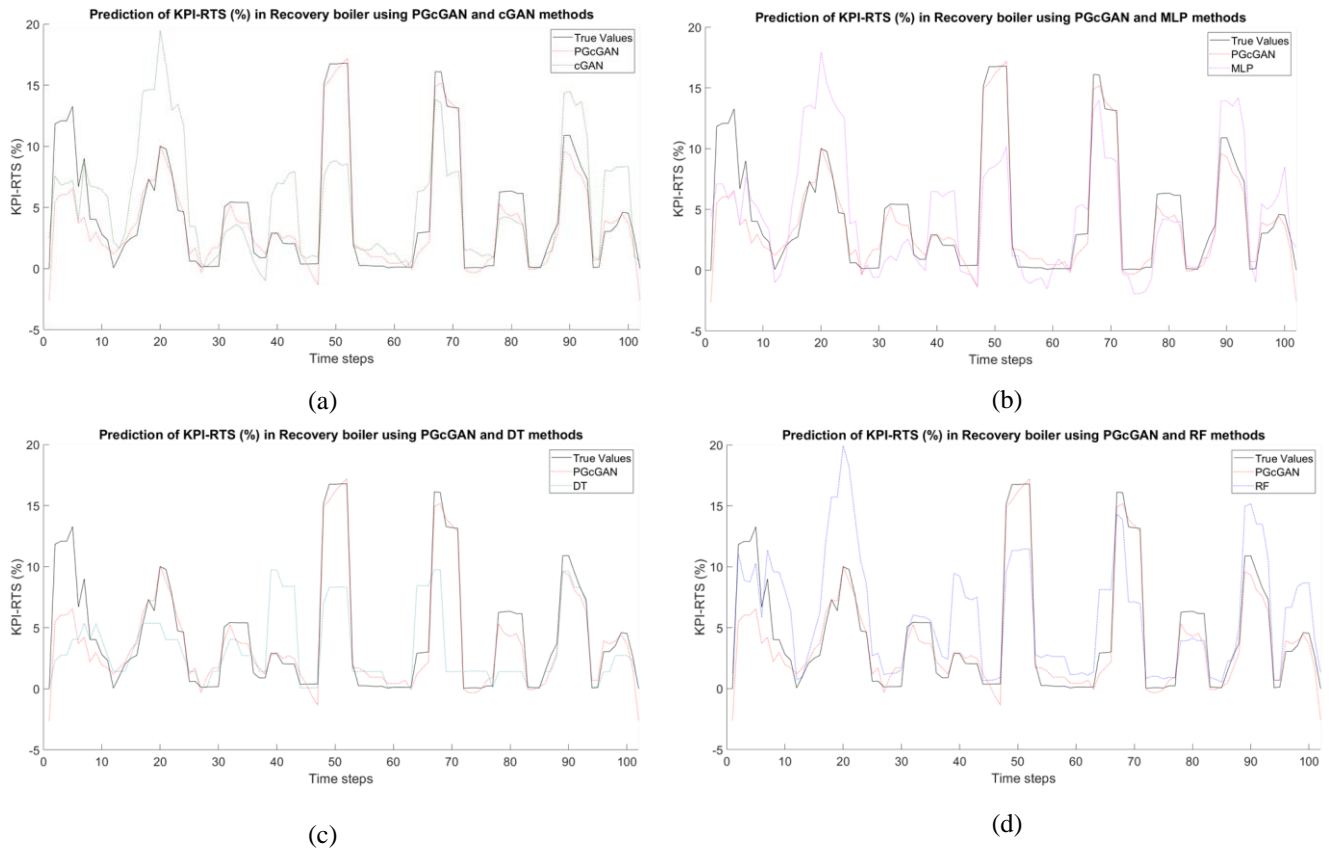 Prediction of KPI-RTS (%) in Recovery boiler using PGcGAN and cGAN methods
20
15
10
5
0
-5
KPI-RTS (%)
True Values
PGcGAN
cGAN
0 10 20 30 40 50 60 70 80 90 100
Time steps
(a)
Prediction of KPI-RTS (%) in Recovery boiler using PGcGAN and MLP methods
20
15
10
5
0
-5
KPI-RTS (%)
True Values
PGcGAN
MLP
0 10 20 30 40 50 60 70 80 90 100
Time steps
(b)
Prediction of KPI-RTS (%) in Recovery boiler using PGcGAN and DT methods
20
15
10
5
0
-5
KPI-RTS (%)
True Values
PGcGAN
DT
0 10 20 30 40 50 60 70 80 90 100
Time steps
(c)
Prediction of KPI-RTS (%) in Recovery boiler using PGcGAN and RF methods
20
15
10
5
0
-5
KPI-RTS (%)
True Values
PGcGAN
RF
0 10 20 30 40 50 60 70 80 90 100
Time steps
(d)